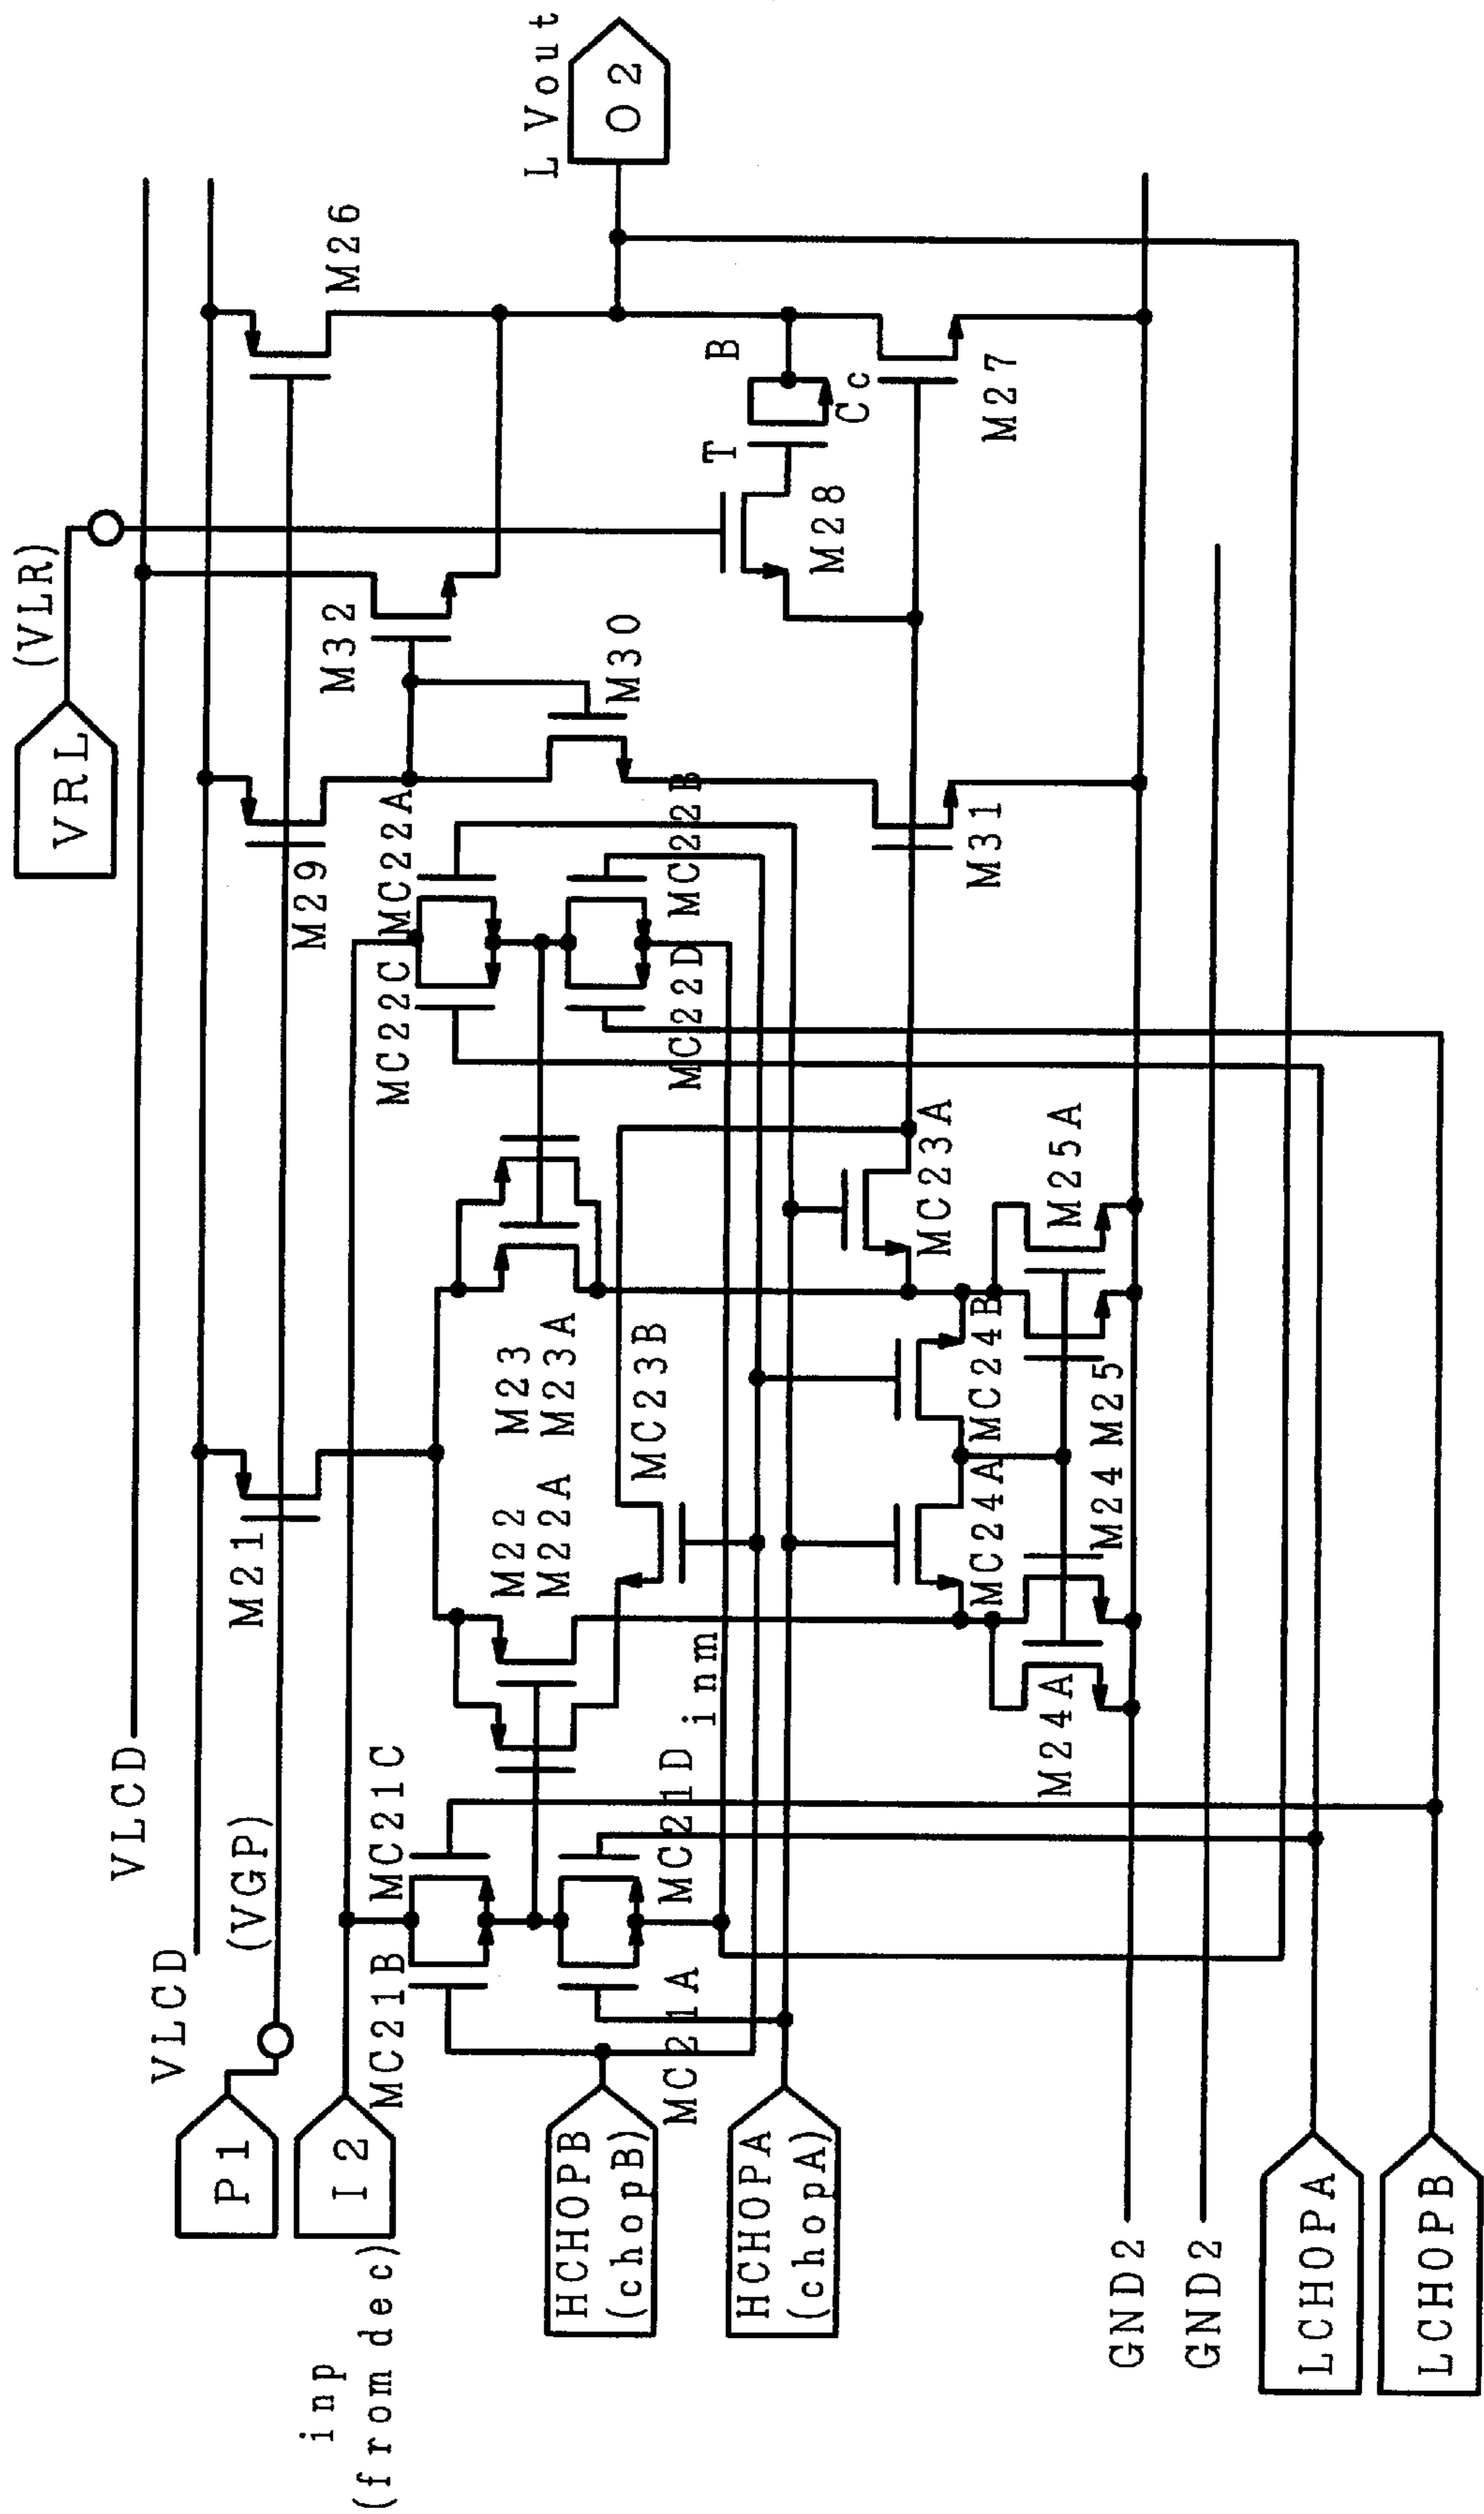 VLCD
VLCD
(VGP)
P1
I2
inp
(from dec)
HCHOPB
(chopB)
HCHOPA
(chopA)
GND2
GND2
LCHOPA
LCHOPB
MC21B
MC21C
MC21A
MC21D
inm
M21
M22
M22A
M23
M23A
MC23B
MC24A
MC24B
M24A
M24
M25
M25A
MC23A
MC22C
MC22A
MC22D
MC22B
M29
M30
M31
M32
VRL
(VLR)
M28
T
B
Cc
M26
M27
L Vout
O2